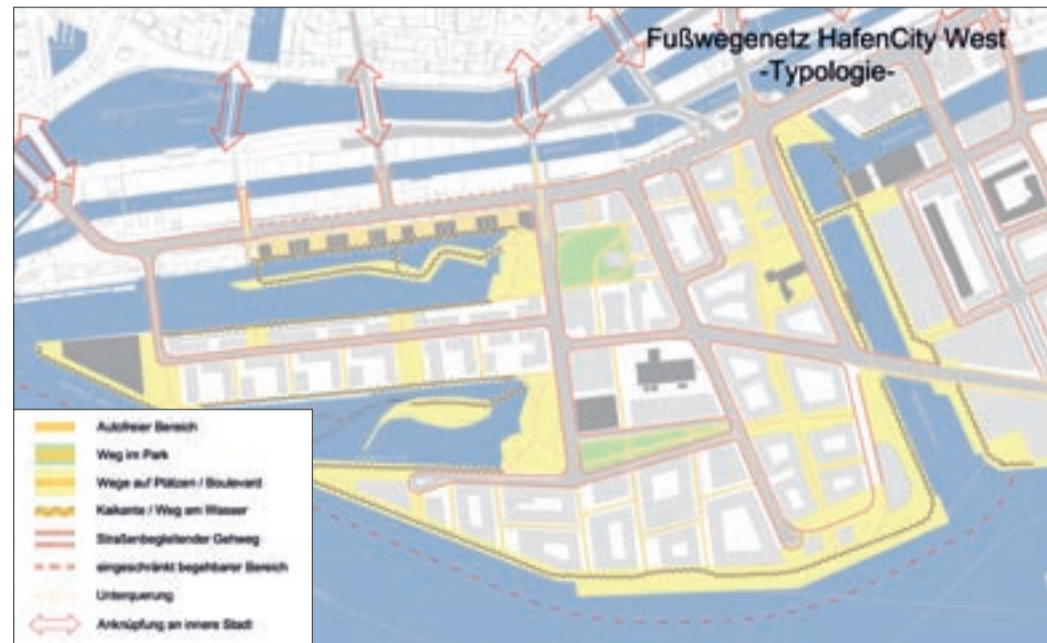 Fußwegenetz HafenCity West
-Typologie-
Autofreier Bereich
Weg im Park
Wege auf Plätzen / Boulevard
Kaikante / Weg am Wasser
Straßenbegleitender Gehweg
eingeschränkt begehbarer Bereich
Unterquerung
Anknüpfung an innere Stadt